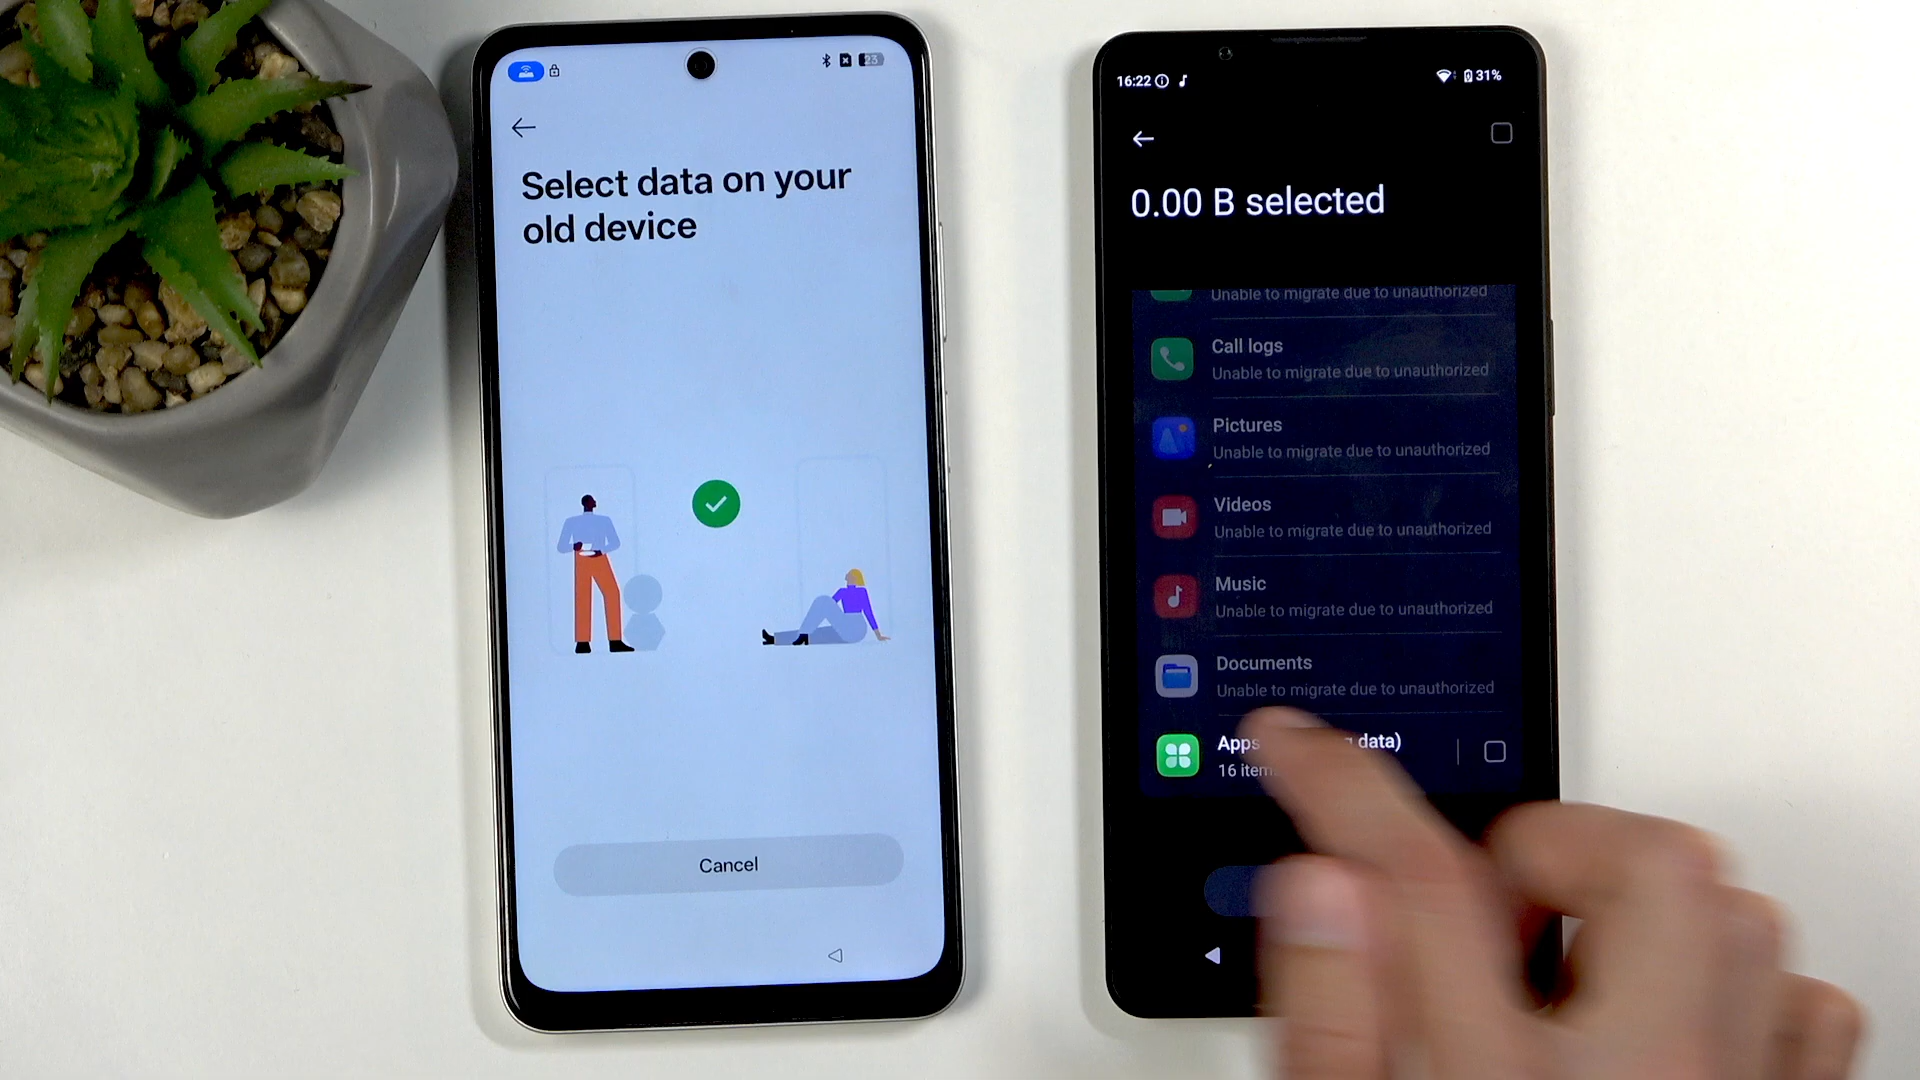 23
Select data on your
old device
Cancel
16:22
31%
0.00 B selected
Unable to migrate due to unauthorized
Call logs
Unable to migrate due to unauthorized
Pictures
Unable to migrate due to unauthorized
Videos
Unable to migrate due to unauthorized
Music
Unable to migrate due to unauthorized
Documents
Unable to migrate due to unauthorized
Apps data)
16